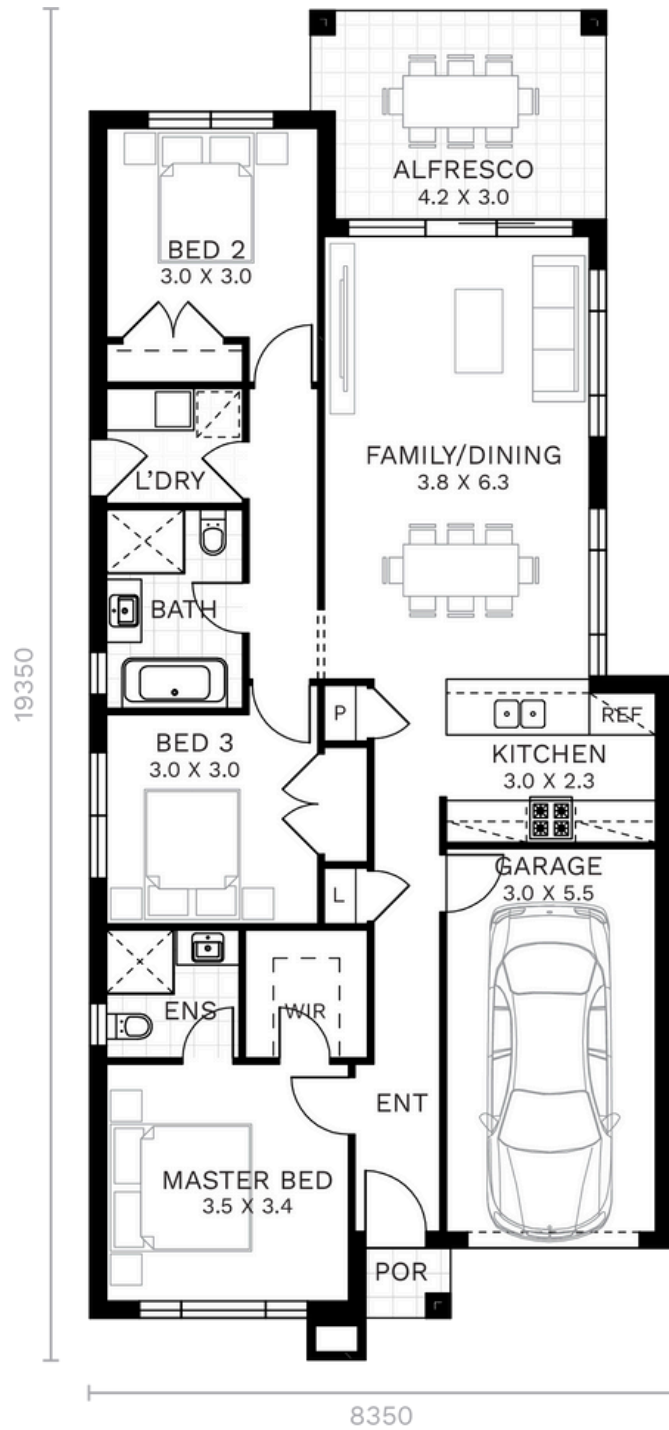 ALFRESCO
4.2 X 3.0
BED 2
3.0 X 3.0
L'DRY
FAMILY/DINING
3.8 X 6.3
BATH
19350
P
REF
BED 3
3.0 X 3.0
KITCHEN
3.0 X 2.3
GARAGE
3.0 X 5.5
L
ENS
WIR
ENT
MASTER BED
3.5 X 3.4
POR
8350